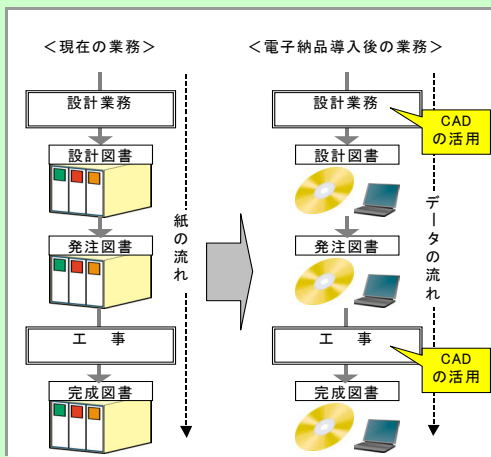 ＜現在の業務＞
設計業務
設計図書
発注図書
工　事
完成図書
紙の流れ
＜電子納品導入後の業務＞
設計業務
CAD
の活用
設計図書
発注図書
データの流れ
工　事
CAD
の活用
完成図書